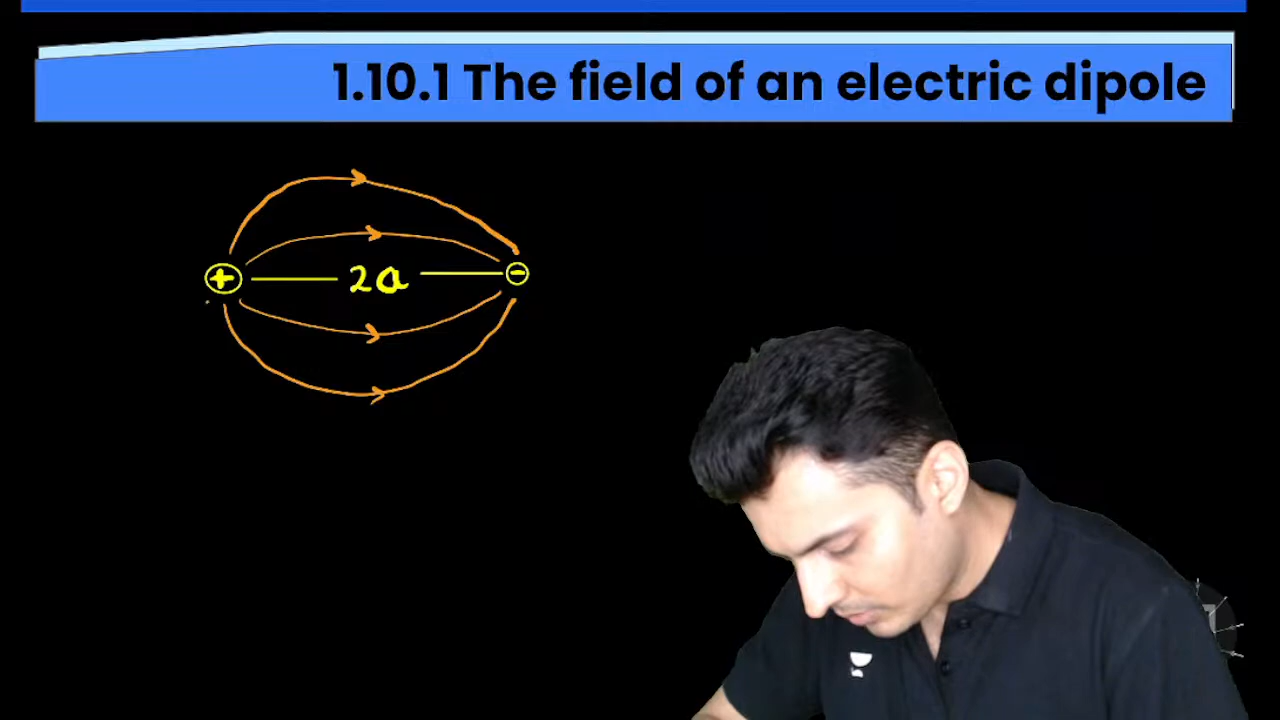 1.10.1 The field of an electric dipole
+ 2a -